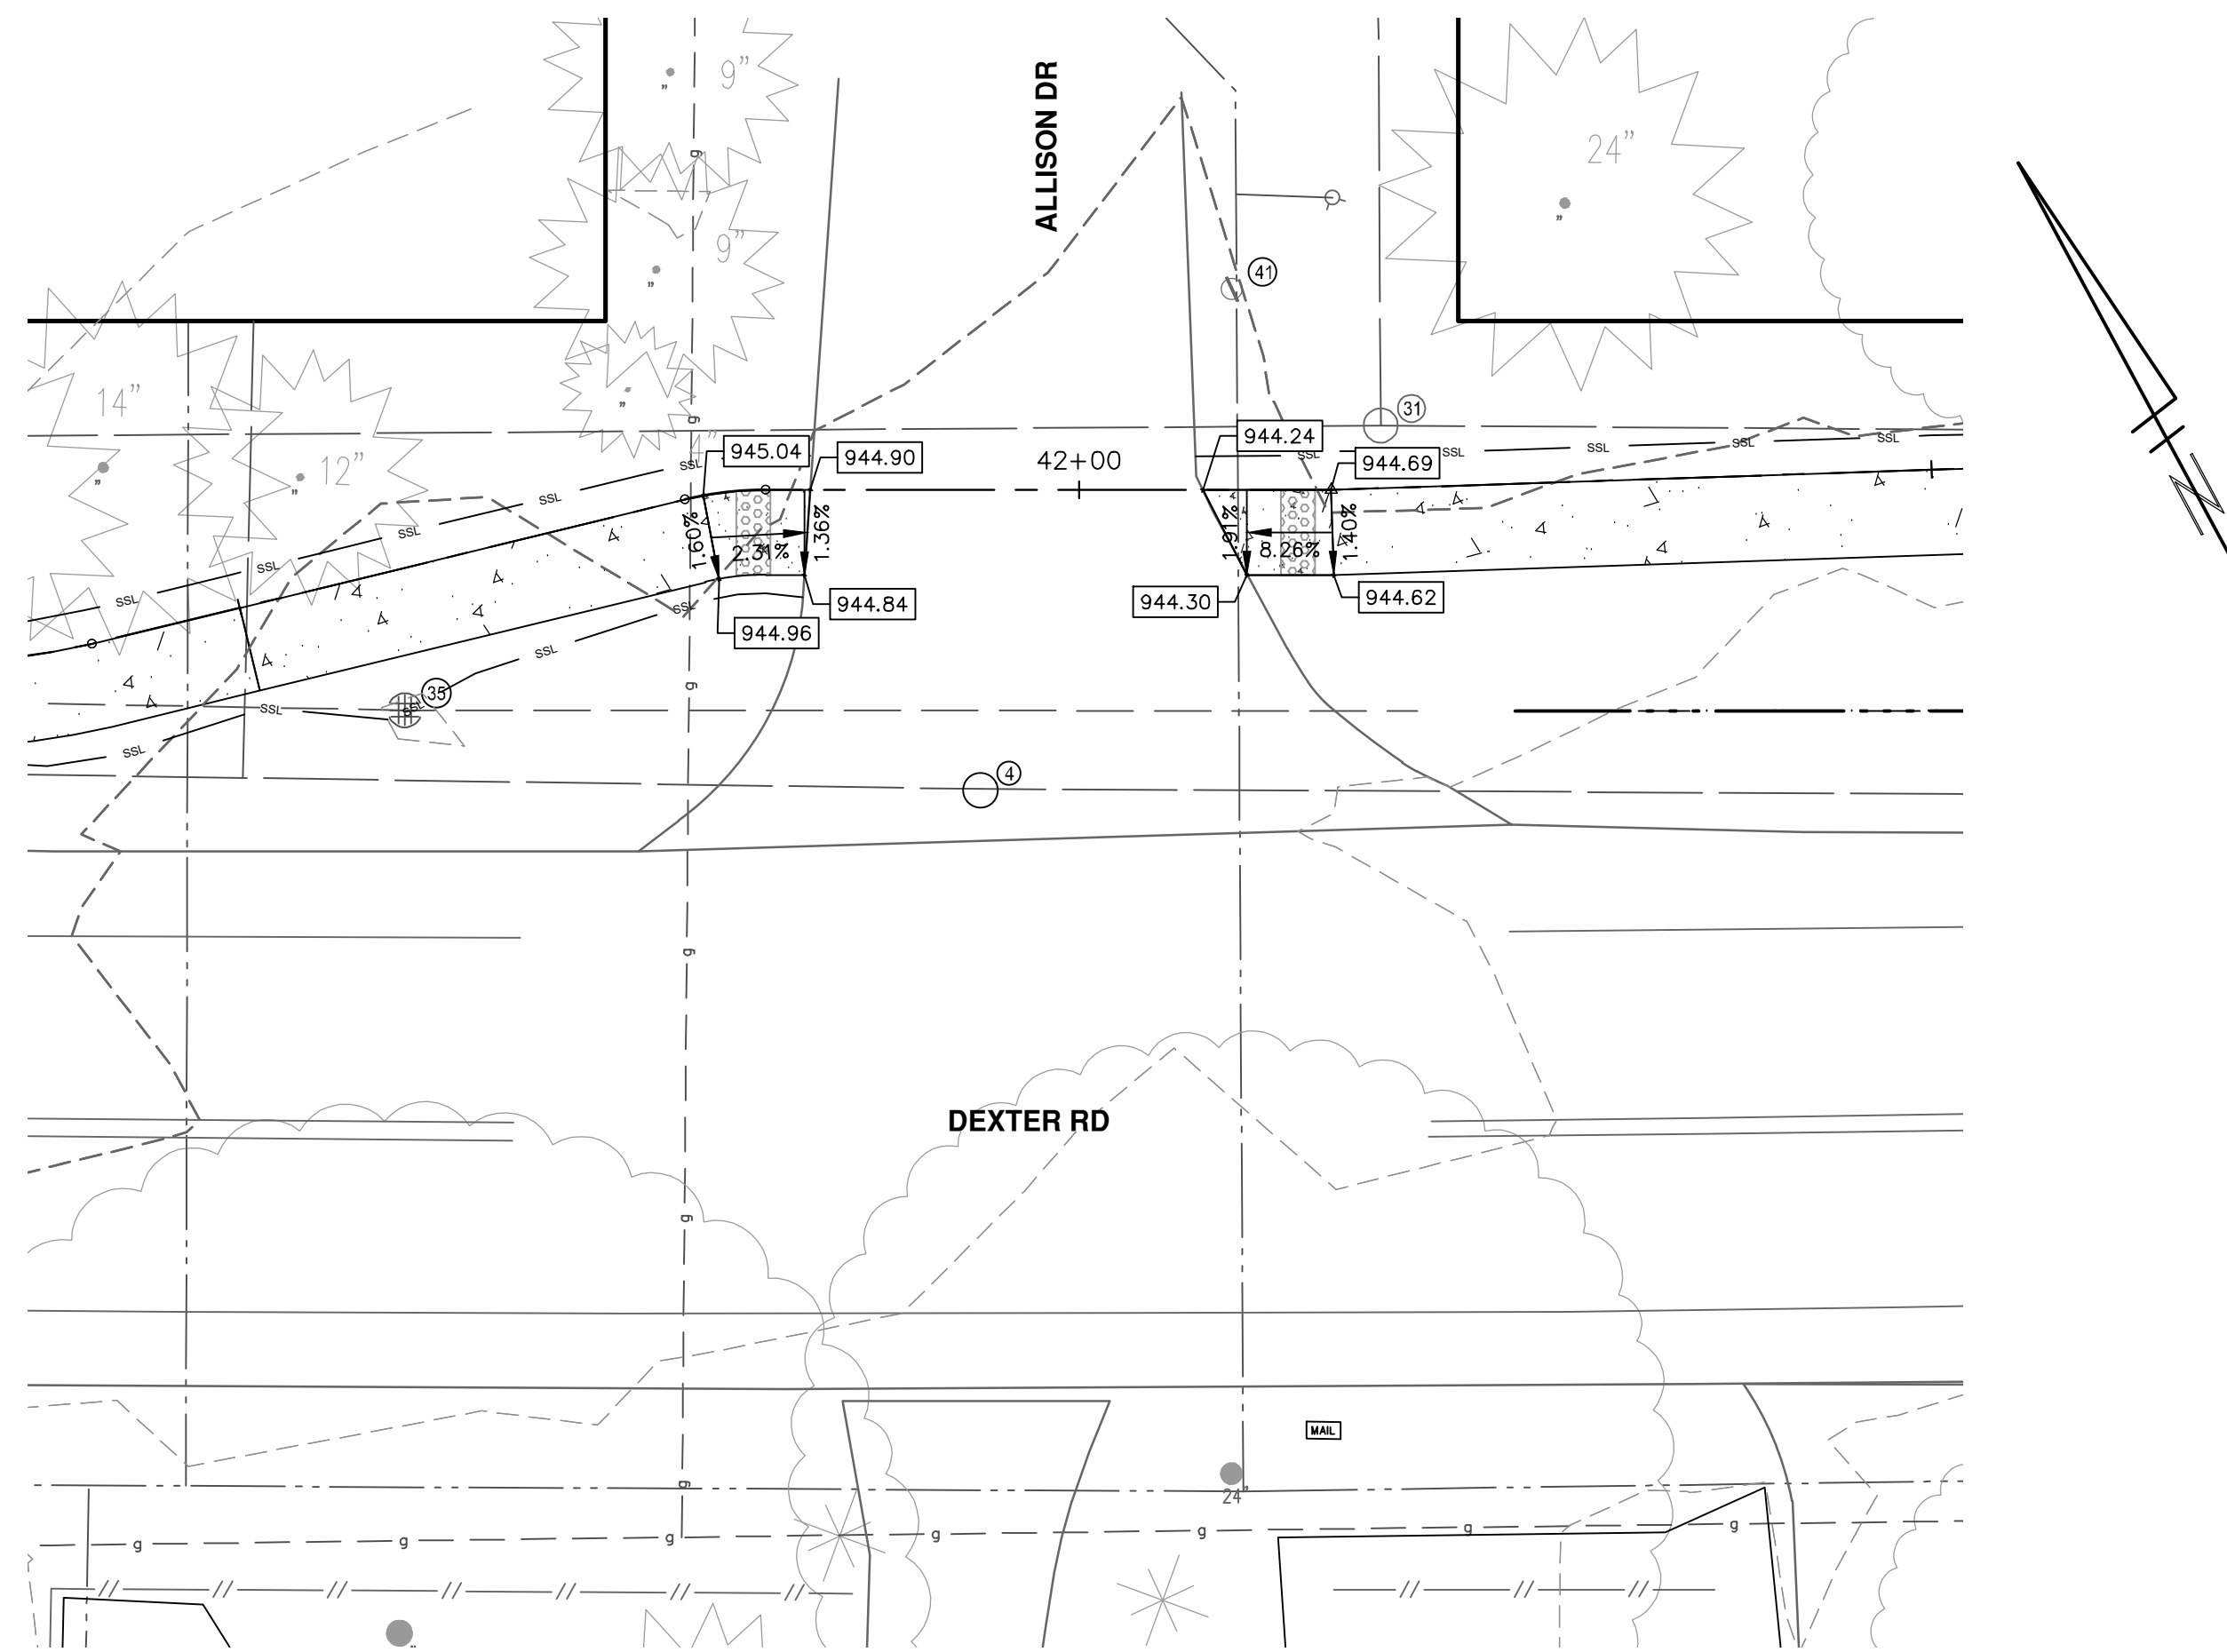 9"
ALLISON DR
g
24"
"
"
9"
"
41
14"
12"
"
"
"
31
g
945.04
944.90
42+00
944.24
944.69
SSL
SSL
SSL
SSL
SSL
SSL
SSL
SSL
SSL
SSL
1.60%
2.31%
1.36%
1.91%
8.26%
1.40%
944.84
944.30
944.62
944.96
SSL
SSL
35
SSL
SSL
SSL
g
4
g
DEXTER RD
g
MAIL
g
24"
g
g
g
g
g
g
g